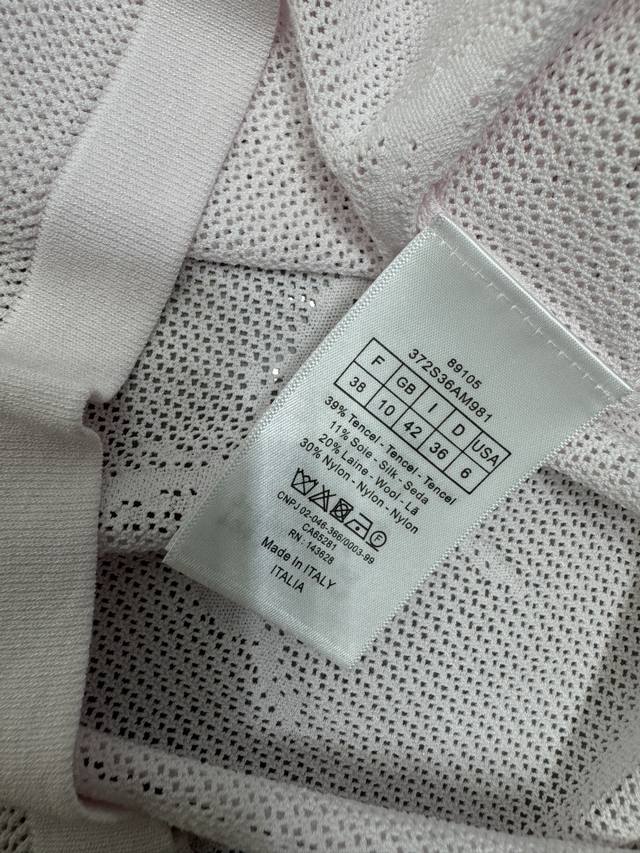 89105
372S36AM981
F GB I D USA
38 10 42 36 6
39% Tencel - Tencel - Tencel
11% Soie - Silk - Seda
20% Laine - Wool - Lã
30% Nylon - Nylon - Nylon
F
CNPJ 02-046-366/0003-99
CA65281
RN : 143628
Made in ITALY
ITALIA